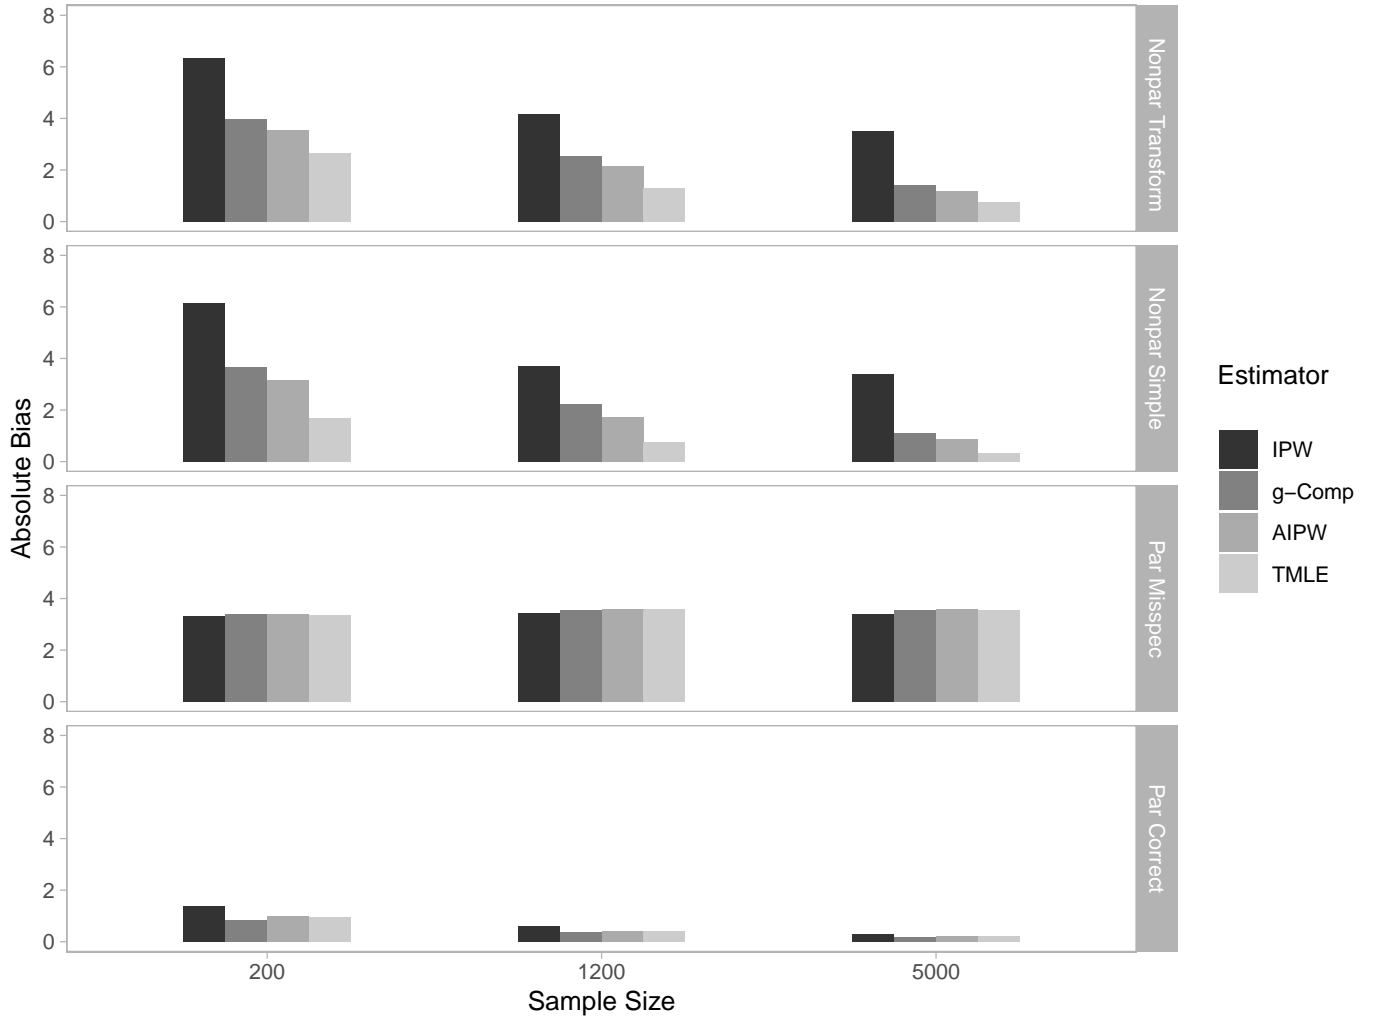 Absolute Bias
8
6
4
2
0
Nonpar Transform
8
6
4
2
0
Nonpar Simple
8
6
4
2
0
Par Misspec
8
6
4
2
0
Par Correct
200
1200
5000
Sample Size
Estimator
IPW
g−Comp
AIPW
TMLE